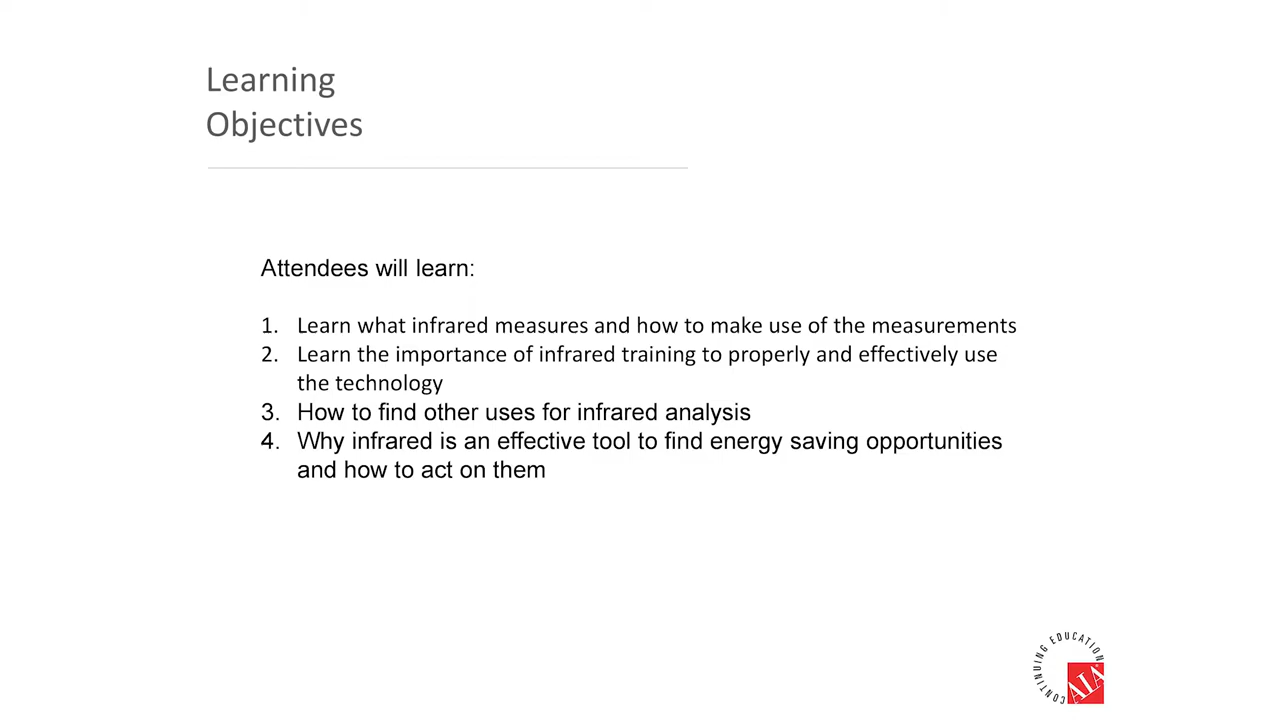 Learning
Objectives
Attendees will learn:
1. Learn what infrared measures and how to make use of the measurements
2. Learn the importance of infrared training to properly and effectively use
the technology
3. How to find other uses for infrared analysis
4. Why infrared is an effective tool to find energy saving opportunities
and how to act on them
CONTINUING EDUCATION
AIA